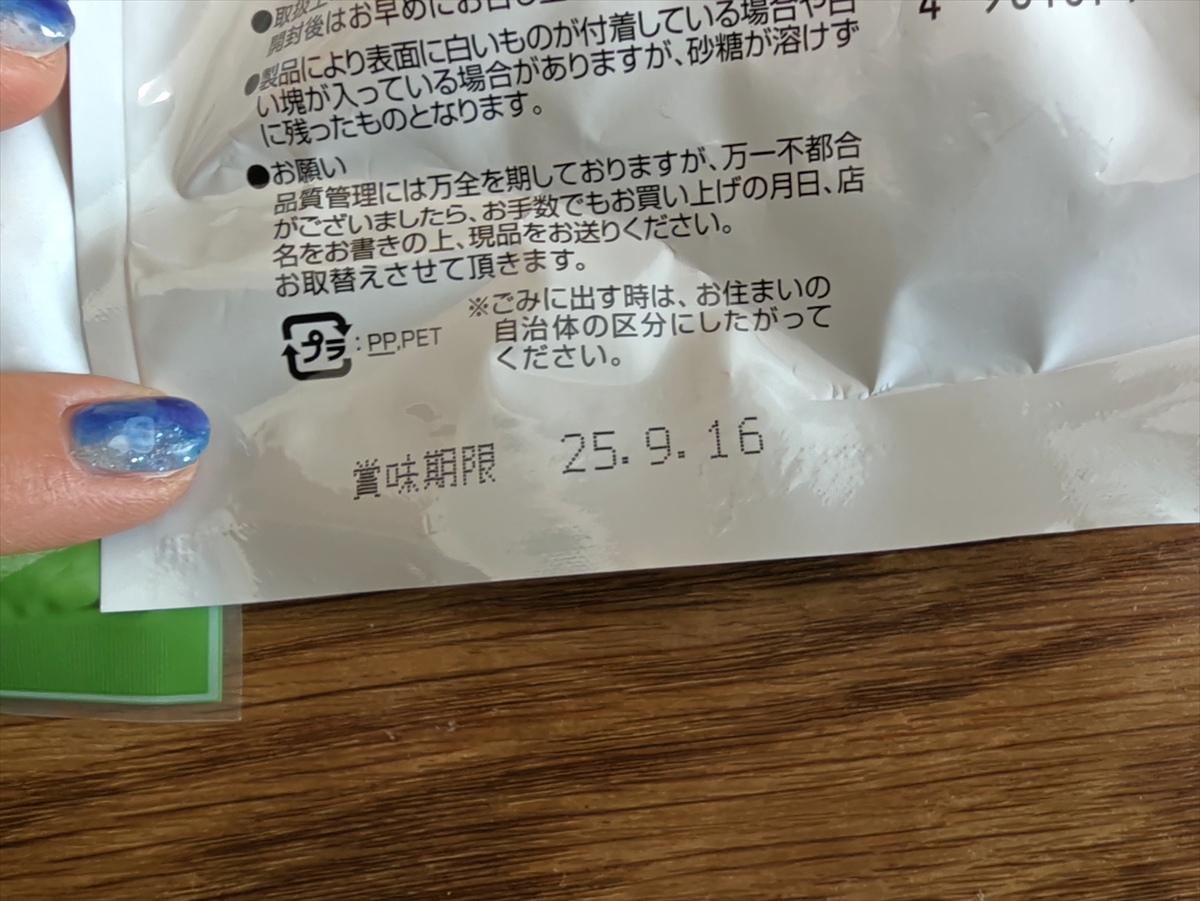 ●取扱上
開封後はお早めにお召し上
●製品により表面に白いものが付着している場合や白
い塊が入っている場合がありますが、砂糖が溶けず
に残ったものとなります。
●お願い
品質管理には万全を期しておりますが、万一不都合
がございましたら、お手数でもお買い上げの月日、店
名をお書きの上、現品をお送りください。
お取替えさせて頂きます。
プラ : PP,PET
※ごみに出す時は、お住まいの
自治体の区分にしたがって
ください。
賞味期限 25.9.16